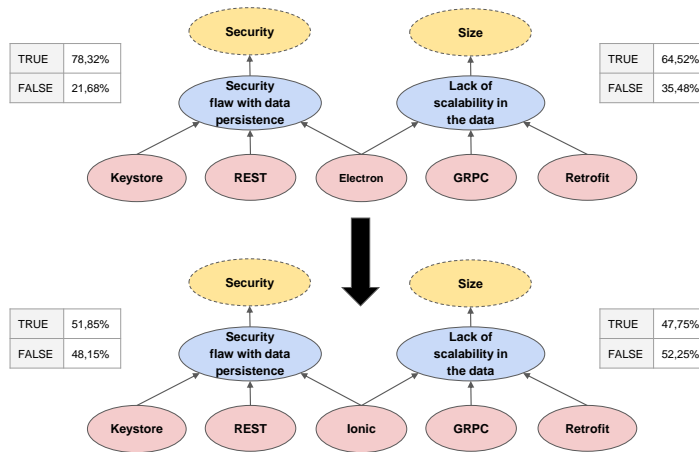 Security
Size
TRUE 78,32%
FALSE 21,68%
Security
flaw with data
persistence
Lack of
scalability in
the data
TRUE 64,52%
FALSE 35,48%
Keystore
REST
Electron
GRPC
Retrofit
Security
Size
TRUE 51,85%
FALSE 48,15%
Security
flaw with data
persistence
Lack of
scalability in
the data
TRUE 47,75%
FALSE 52,25%
Keystore
REST
Ionic
GRPC
Retrofit